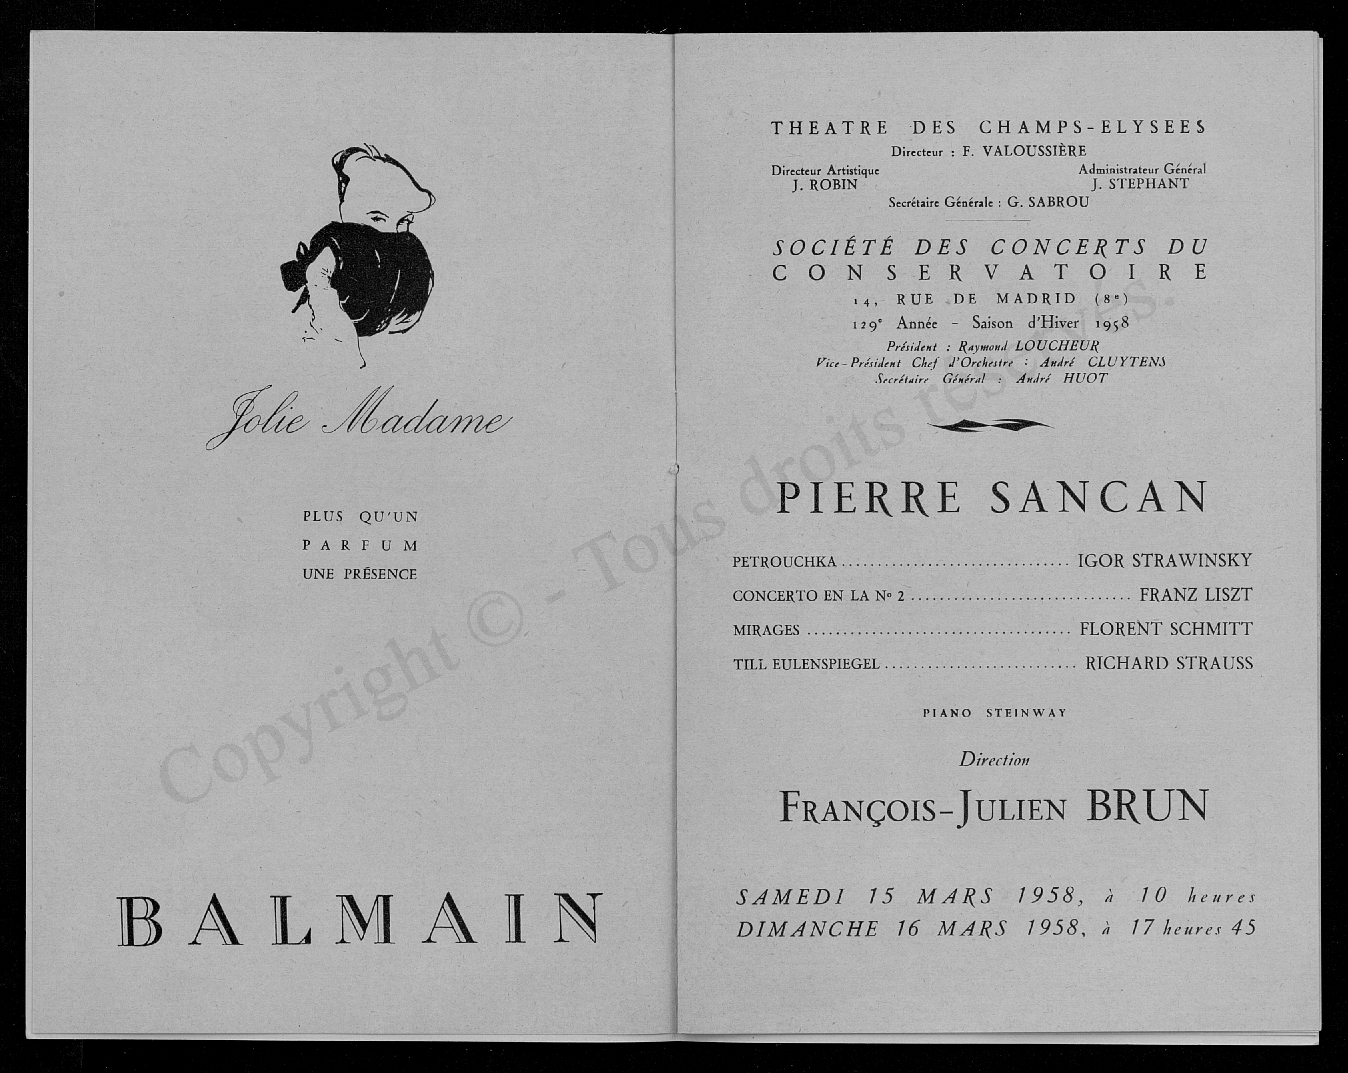 Jolie Madame
PLUS QU'UN
PARFUM
UNE PRÉSENCE
BALMAIN
THEATRE DES CHAMPS-ELYSEES
Directeur : F. VALOUSSIÈRE
Directeur Artistique
J. ROBIN
Administrateur Général
J. STEPHANT
Secrétaire Générale : G. SABROU
SOCIÉTÉ DES CONCERTS DU
CONSERVATOIRE
14, RUE DE MADRID (8e)
129e Année - Saison d'Hiver 1958
Président : Raymond LOUCHEUR
Vice-Président Chef d'Orchestre : André CLUYTENS
Secrétaire Général : André HUOT
PIERRE SANCAN
PETROUCHKA ................................ IGOR STRAWINSKY
CONCERTO EN LA No 2 ............................... FRANZ LISZT
MIRAGES ..................................... FLORENT SCHMITT
TILL EULENSPIEGEL ........................... RICHARD STRAUSS
PIANO STEINWAY
Direction
FRANÇOIS-JULIEN BRUN
SAMEDI 15 MARS 1958, à 10 heures
DIMANCHE 16 MARS 1958, à 17 heures 45
Copyright © - Tous droits réservés.